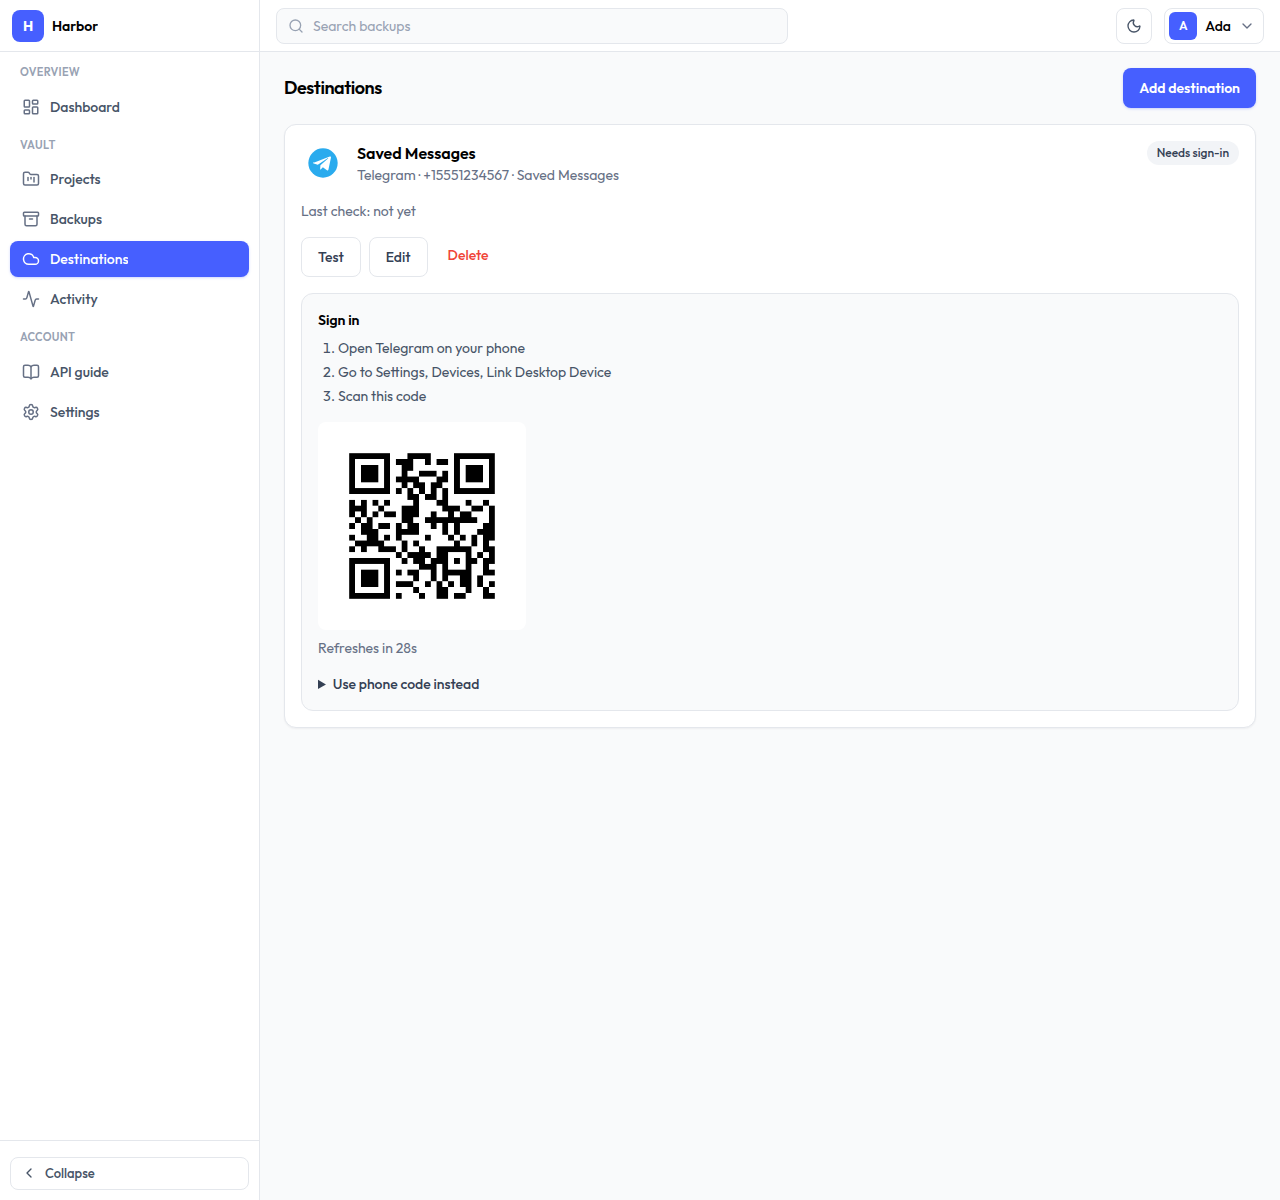 H Harbor
Search backups
A Ada
OVERVIEW
Dashboard
VAULT
Projects
Backups
Destinations
Activity
ACCOUNT
API guide
Settings
Collapse
Destinations
Add destination
Saved Messages
Needs sign-in
Telegram · +15551234567 · Saved Messages
Last check: not yet
Test Edit Delete
Sign in
1. Open Telegram on your phone
2. Go to Settings, Devices, Link Desktop Device
3. Scan this code
Refreshes in 28s
Use phone code instead